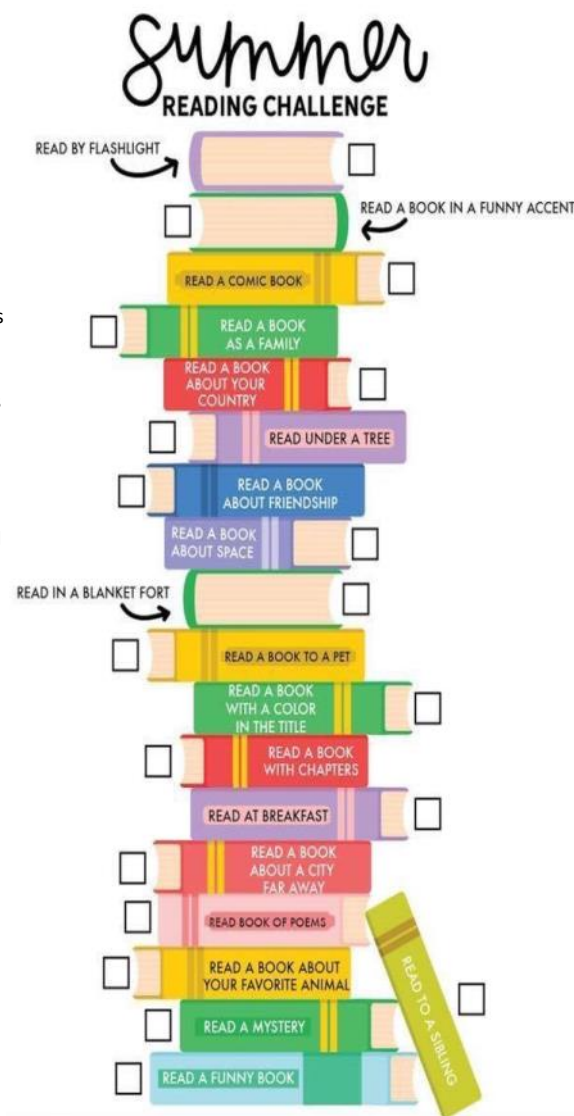 summer
READING CHALLENGE
READ BY FLASHLIGHT
READ A BOOK IN A FUNNY ACCENT
READ A COMIC BOOK
s
READ A BOOK
AS A FAMILY
READ A BOOK
ABOUT YOUR
COUNTRY
READ UNDER A TREE
READ A BOOK
ABOUT FRIENDSHIP
READ A BOOK
ABOUT SPACE
READ IN A BLANKET FORT
READ A BOOK TO A PET
READ A BOOK
WITH A COLOR
IN THE TITLE
READ A BOOK
WITH CHAPTERS
READ AT BREAKFAST
READ A BOOK
ABOUT A CITY
FAR AWAY
READ BOOK OF POEMS
READ A BOOK ABOUT
YOUR FAVORITE ANIMAL
READ TO A SIBLING
READ A MYSTERY
READ A FUNNY BOOK